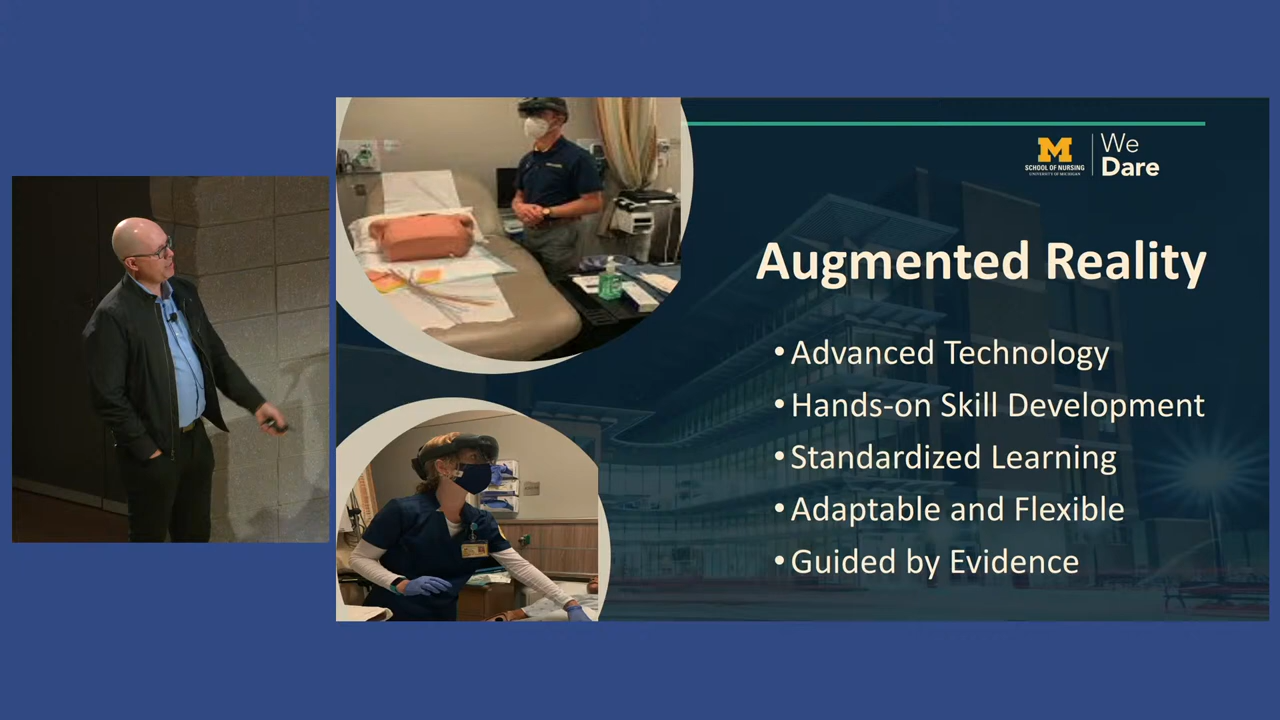 M
SCHOOL OF NURSING
UNIVERSITY OF MICHIGAN
We
Dare
Augmented Reality
• Advanced Technology
• Hands-on Skill Development
• Standardized Learning
• Adaptable and Flexible
• Guided by Evidence